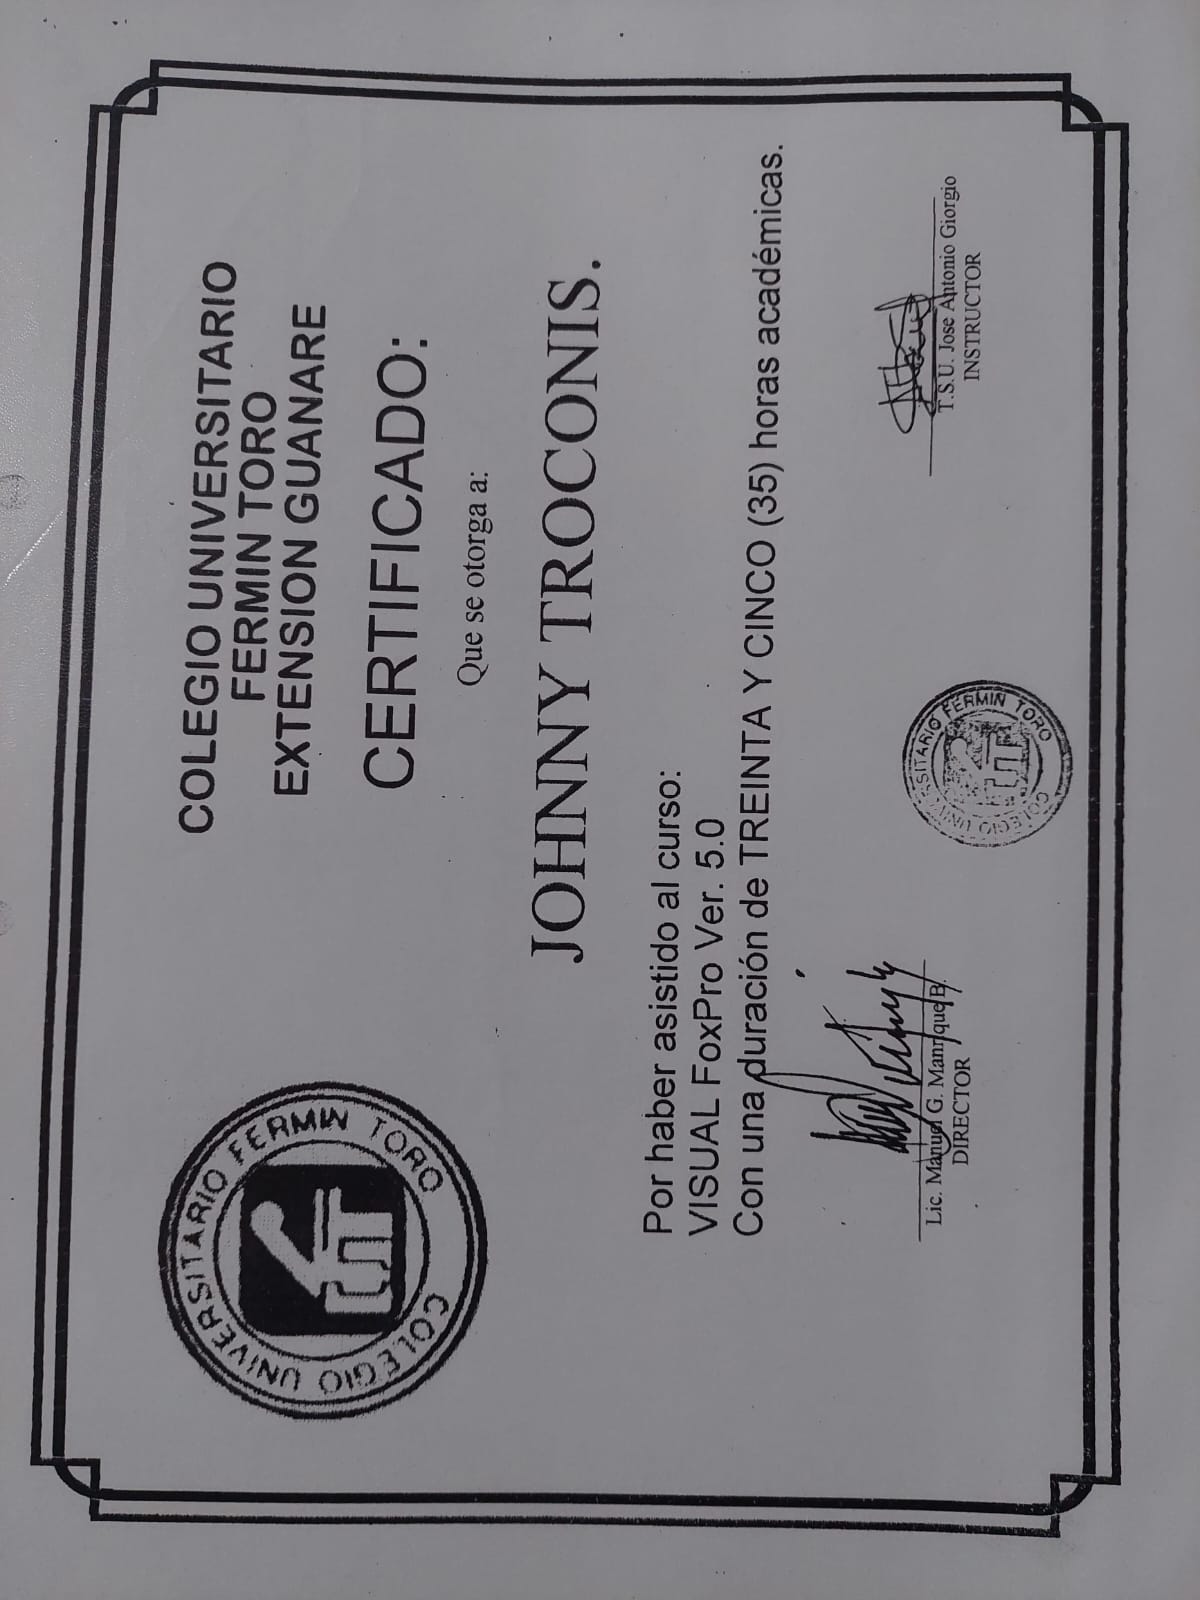 COLEGIO UNIVERSITARIO
FERMIN TORO
EXTENSION GUANARE
COLEGIO UNIVERSITARIO FERMIN TORO
CERTIFICADO:
Que se otorga a:
JOHNNY TROCONIS.
Por haber asistido al curso:
VISUAL FoxPro Ver. 5.0
Con una duración de TREINTA Y CINCO (35) horas académicas.
Lic. Manuel G. Manrique B.
DIRECTOR
COLEGIO UNIVERSITARIO FERMIN TORO
T.S.U. Jose Antonio Giorgio
INSTRUCTOR